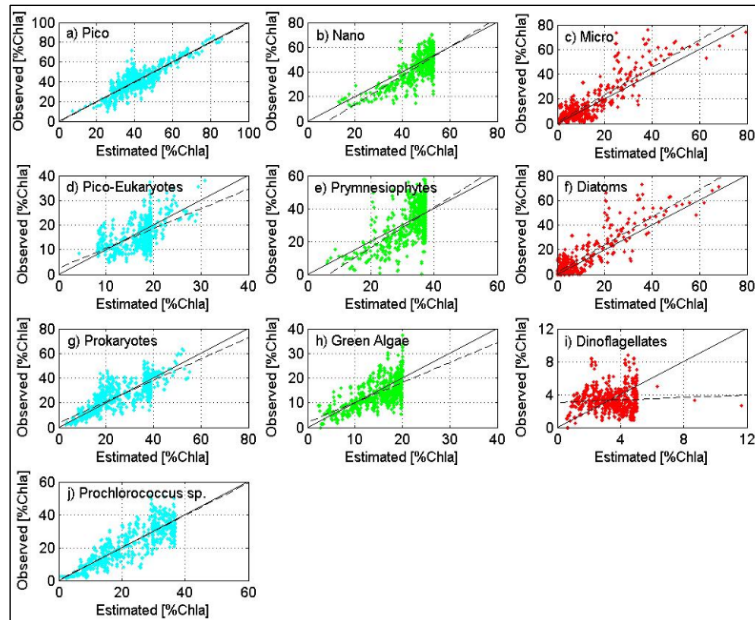 a) Pico
Observed [%Chla]
100
80
60
40
20
0
0 20 40 60 80 100
Estimated [%Chla]
b) Nano
Observed [%Chla]
80
60
40
20
0
0 20 40 60 80
Estimated [%Chla]
c) Micro
Observed [%Chla]
80
60
40
20
0
0 20 40 60 80
Estimated [%Chla]
d) Pico-Eukaryotes
Observed [%Chla]
40
30
20
10
0
0 10 20 30 40
Estimated [%Chla]
e) Prymnesiophytes
Observed [%Chla]
60
40
20
0
0 20 40 60
Estimated [%Chla]
f) Diatoms
Observed [%Chla]
80
60
40
20
0
0 20 40 60 80
Estimated [%Chla]
g) Prokaryotes
Observed [%Chla]
80
60
40
20
0
0 20 40 60 80
Estimated [%Chla]
h) Green Algae
Observed [%Chla]
40
30
20
10
0
0 10 20 30 40
Estimated [%Chla]
i) Dinoflagellates
Observed [%Chla]
12
8
4
0
0 4 8 12
Estimated [%Chla]
j) Prochlorococcus sp.
Observed [%Chla]
60
40
20
0
0 20 40 60
Estimated [%Chla]